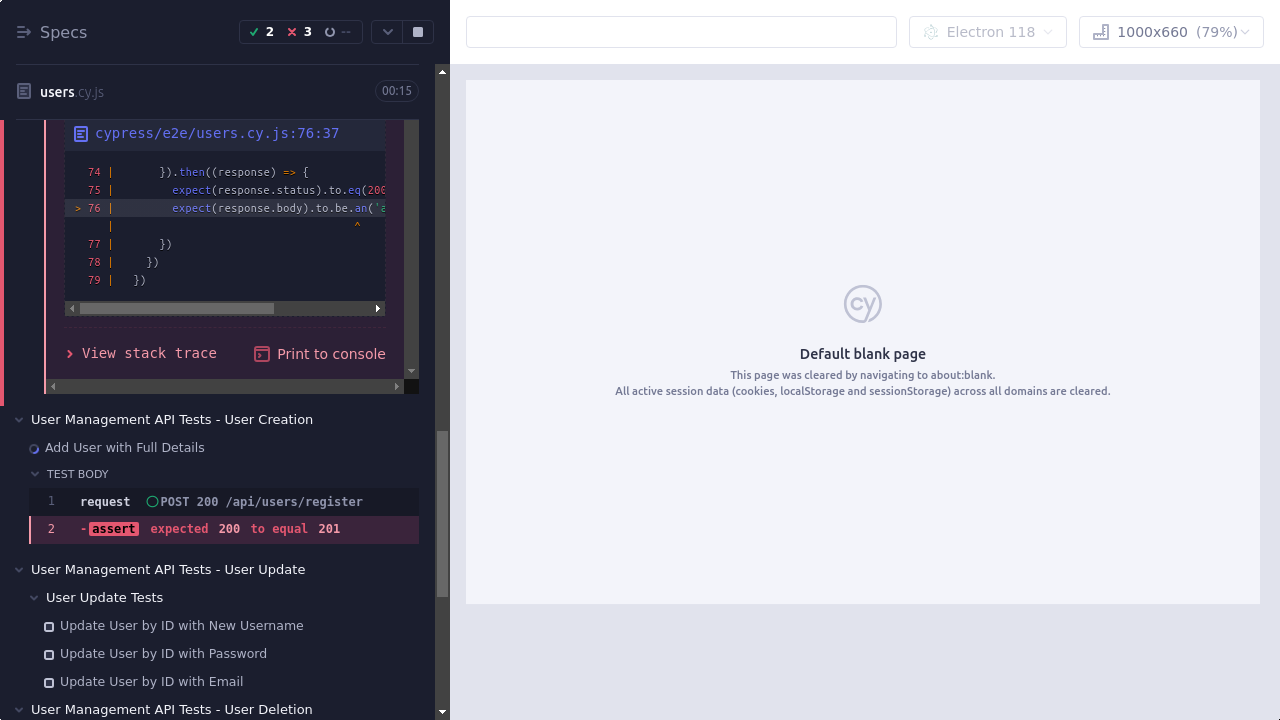 Specs
2
3
--
users.cy.js
00:15
cypress/e2e/users.cy.js:76:37
74 | }).then((response) => {
75 | expect(response.status).to.eq(200
> 76 | expect(response.body).to.be.an('a
| ^
77 | })
78 | })
79 | })
View stack trace
Print to console
User Management API Tests - User Creation
Add User with Full Details
TEST BODY
1 request POST 200 /api/users/register
2 -assert expected 200 to equal 201
User Management API Tests - User Update
User Update Tests
Update User by ID with New Username
Update User by ID with Password
Update User by ID with Email
User Management API Tests - User Deletion
Electron 118
1000x660 (79%)
cy
Default blank page
This page was cleared by navigating to about:blank.
All active session data (cookies, localStorage and sessionStorage) across all domains are cleared.